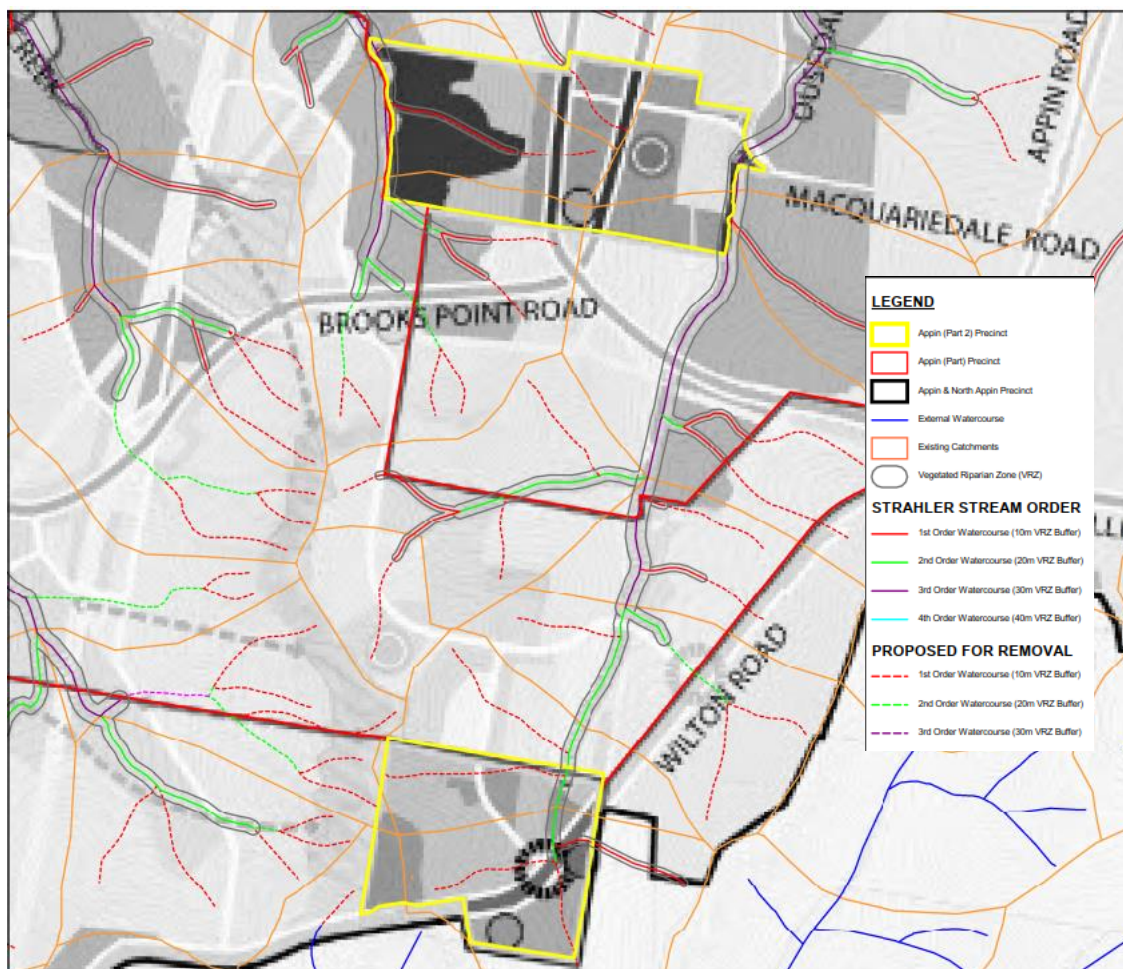 APPIN ROAD
MACQUARIEDALE ROAD
BROOKS POINT ROAD
WILTON ROAD
LEGEND
Appin (Part 2) Precinct
Appin (Part) Precinct
Appin & North Appin Precinct
External Watercourse
Existing Catchments
Vegetated Riparian Zone (VRZ)
STRAHLER STREAM ORDER
1st Order Watercourse (10m VRZ Buffer)
2nd Order Watercourse (20m VRZ Buffer)
3rd Order Watercourse (30m VRZ Buffer)
4th Order Watercourse (40m VRZ Buffer)
PROPOSED FOR REMOVAL
1st Order Watercourse (10m VRZ Buffer)
2nd Order Watercourse (20m VRZ Buffer)
3rd Order Watercourse (30m VRZ Buffer)